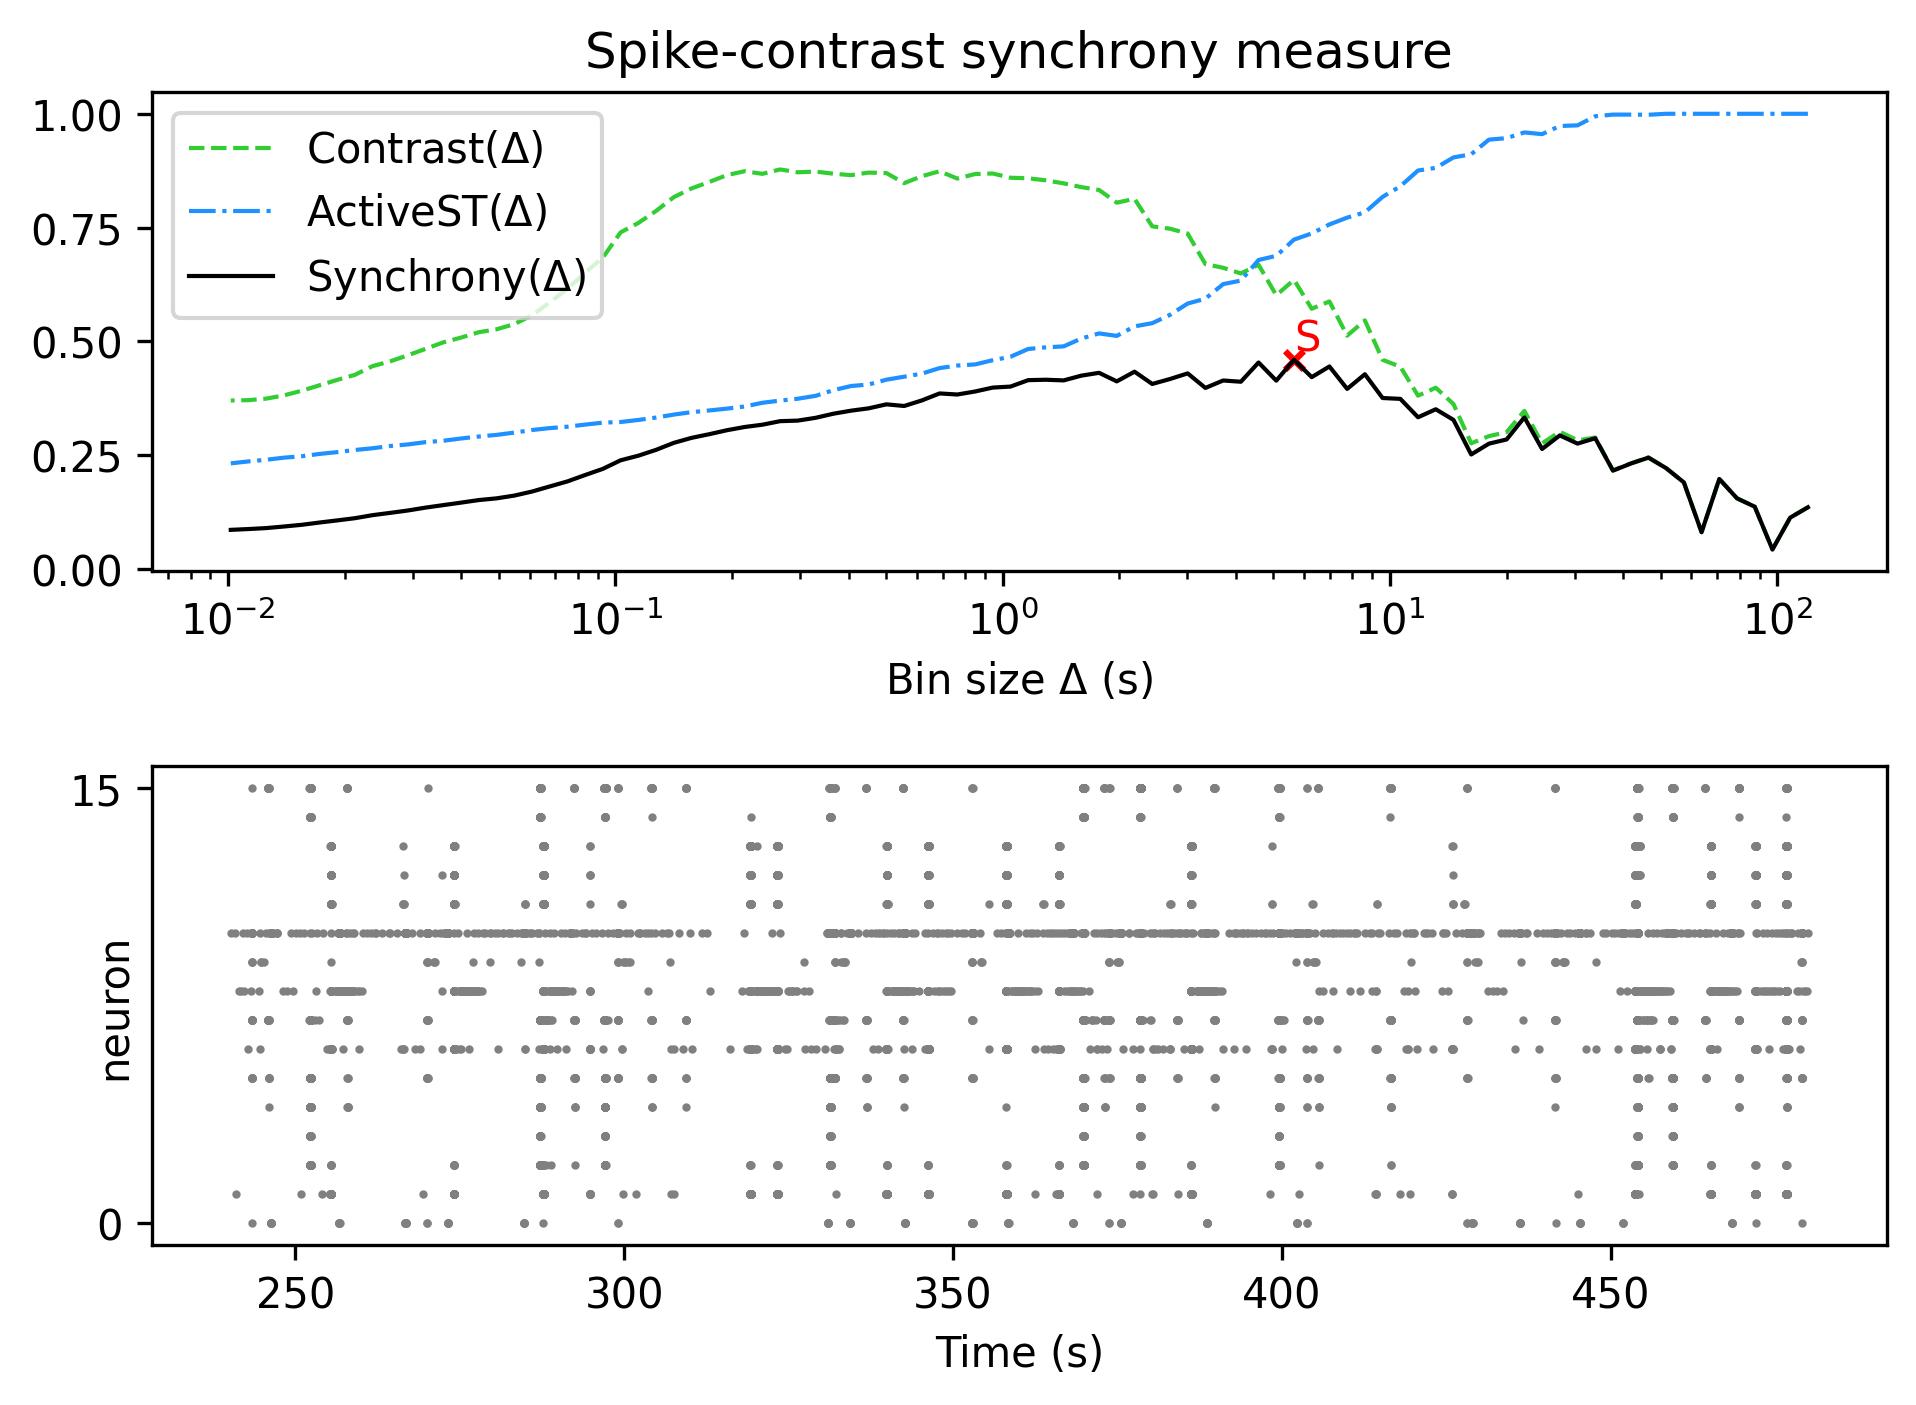 Spike-contrast synchrony measure
1.00
0.75
0.50
0.25
0.00
Contrast(Δ)
ActiveST(Δ)
Synchrony(Δ)
S
10⁻² 10⁻¹ 10⁰ 10¹ 10²
Bin size Δ (s)
15
0
neuron
250 300 350 400 450
Time (s)